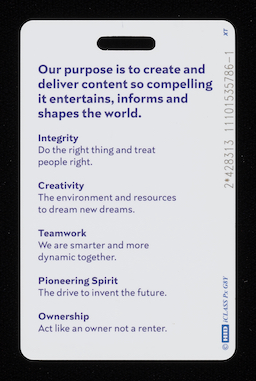 Our purpose is to create and
deliver content so compelling
it entertains, informs and
shapes the world.
Integrity
Do the right thing and treat
people right.
Creativity
The environment and resources
to dream new dreams.
Teamwork
We are smarter and more
dynamic together.
Pioneering Spirit
The drive to invent the future.
Ownership
Act like an owner not a renter.
XT
2*428313 11101535786-1
© HID iCLASS Px G8Y